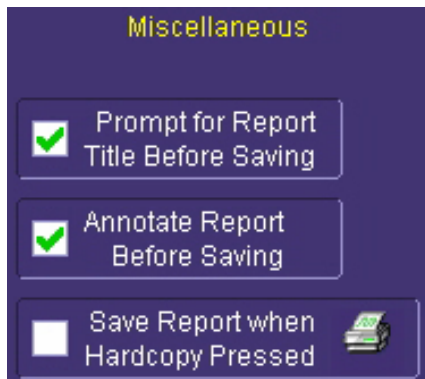 Miscellaneous
Prompt for Report
Title Before Saving
Annotate Report
Before Saving
Save Report when
Hardcopy Pressed